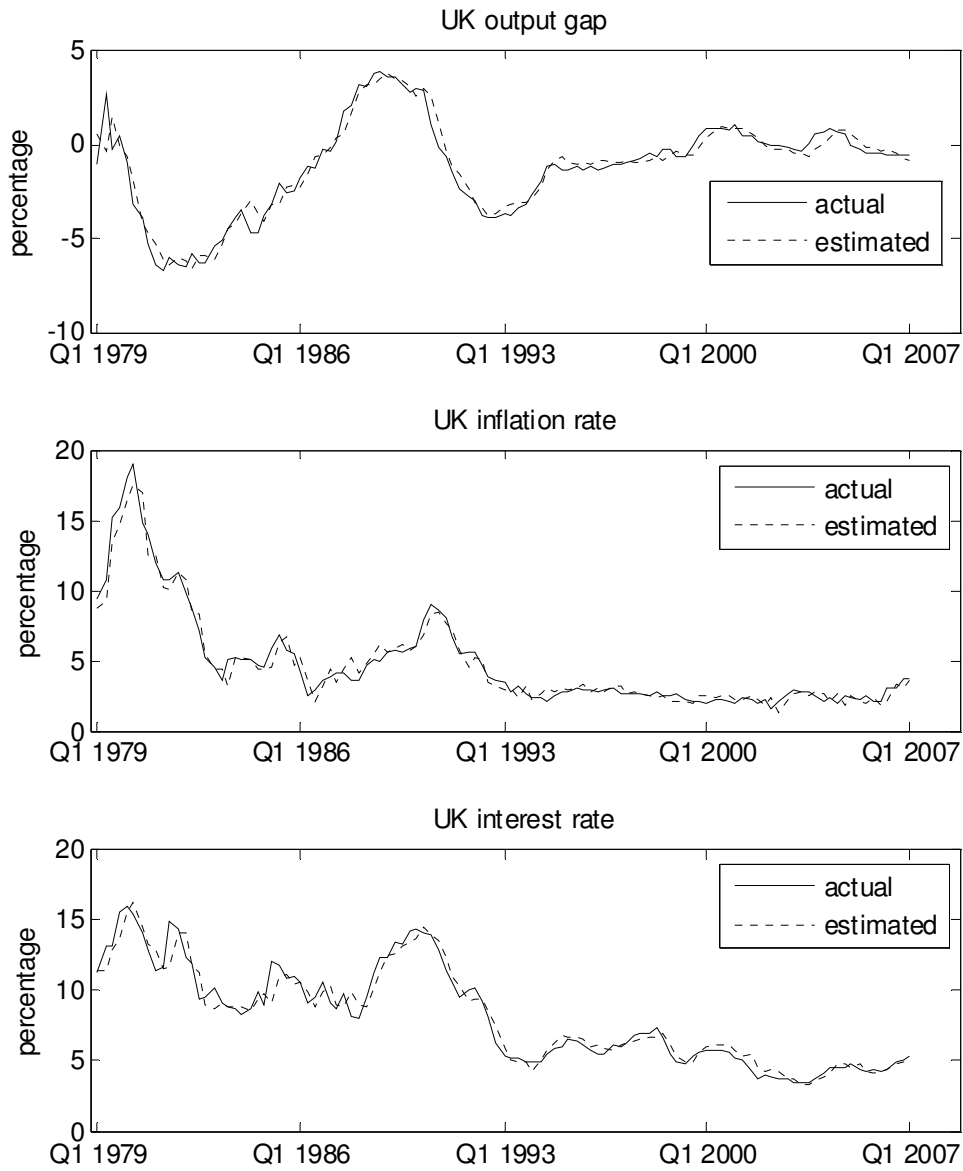 UK output gap
5
0
-5
-10
percentage
actual
estimated
Q1 1979 Q1 1986 Q1 1993 Q1 2000 Q1 2007
UK inflation rate
20
15
10
5
0
percentage
actual
estimated
Q1 1979 Q1 1986 Q1 1993 Q1 2000 Q1 2007
UK interest rate
20
15
10
5
0
percentage
actual
estimated
Q1 1979 Q1 1986 Q1 1993 Q1 2000 Q1 2007